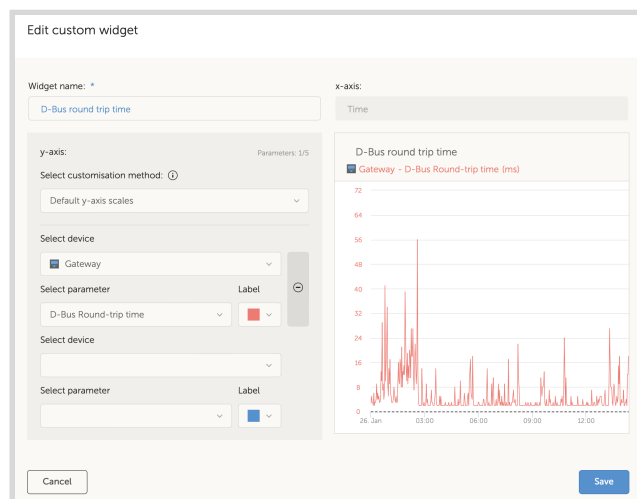 Edit custom widget
Widget name: *
D-Bus round trip time
x-axis:
Time
y-axis:
Parameters: 1/5
Select customisation method:
Default y-axis scales
Select device
Gateway
Select parameter
Label
D-Bus Round-trip time
Select device
Select parameter
Label
D-Bus round trip time
Gateway - D-Bus Round-trip time (ms)
72
64
56
48
40
32
24
16
8
0
26. Jan
03:00
06:00
09:00
12:00
Cancel
Save